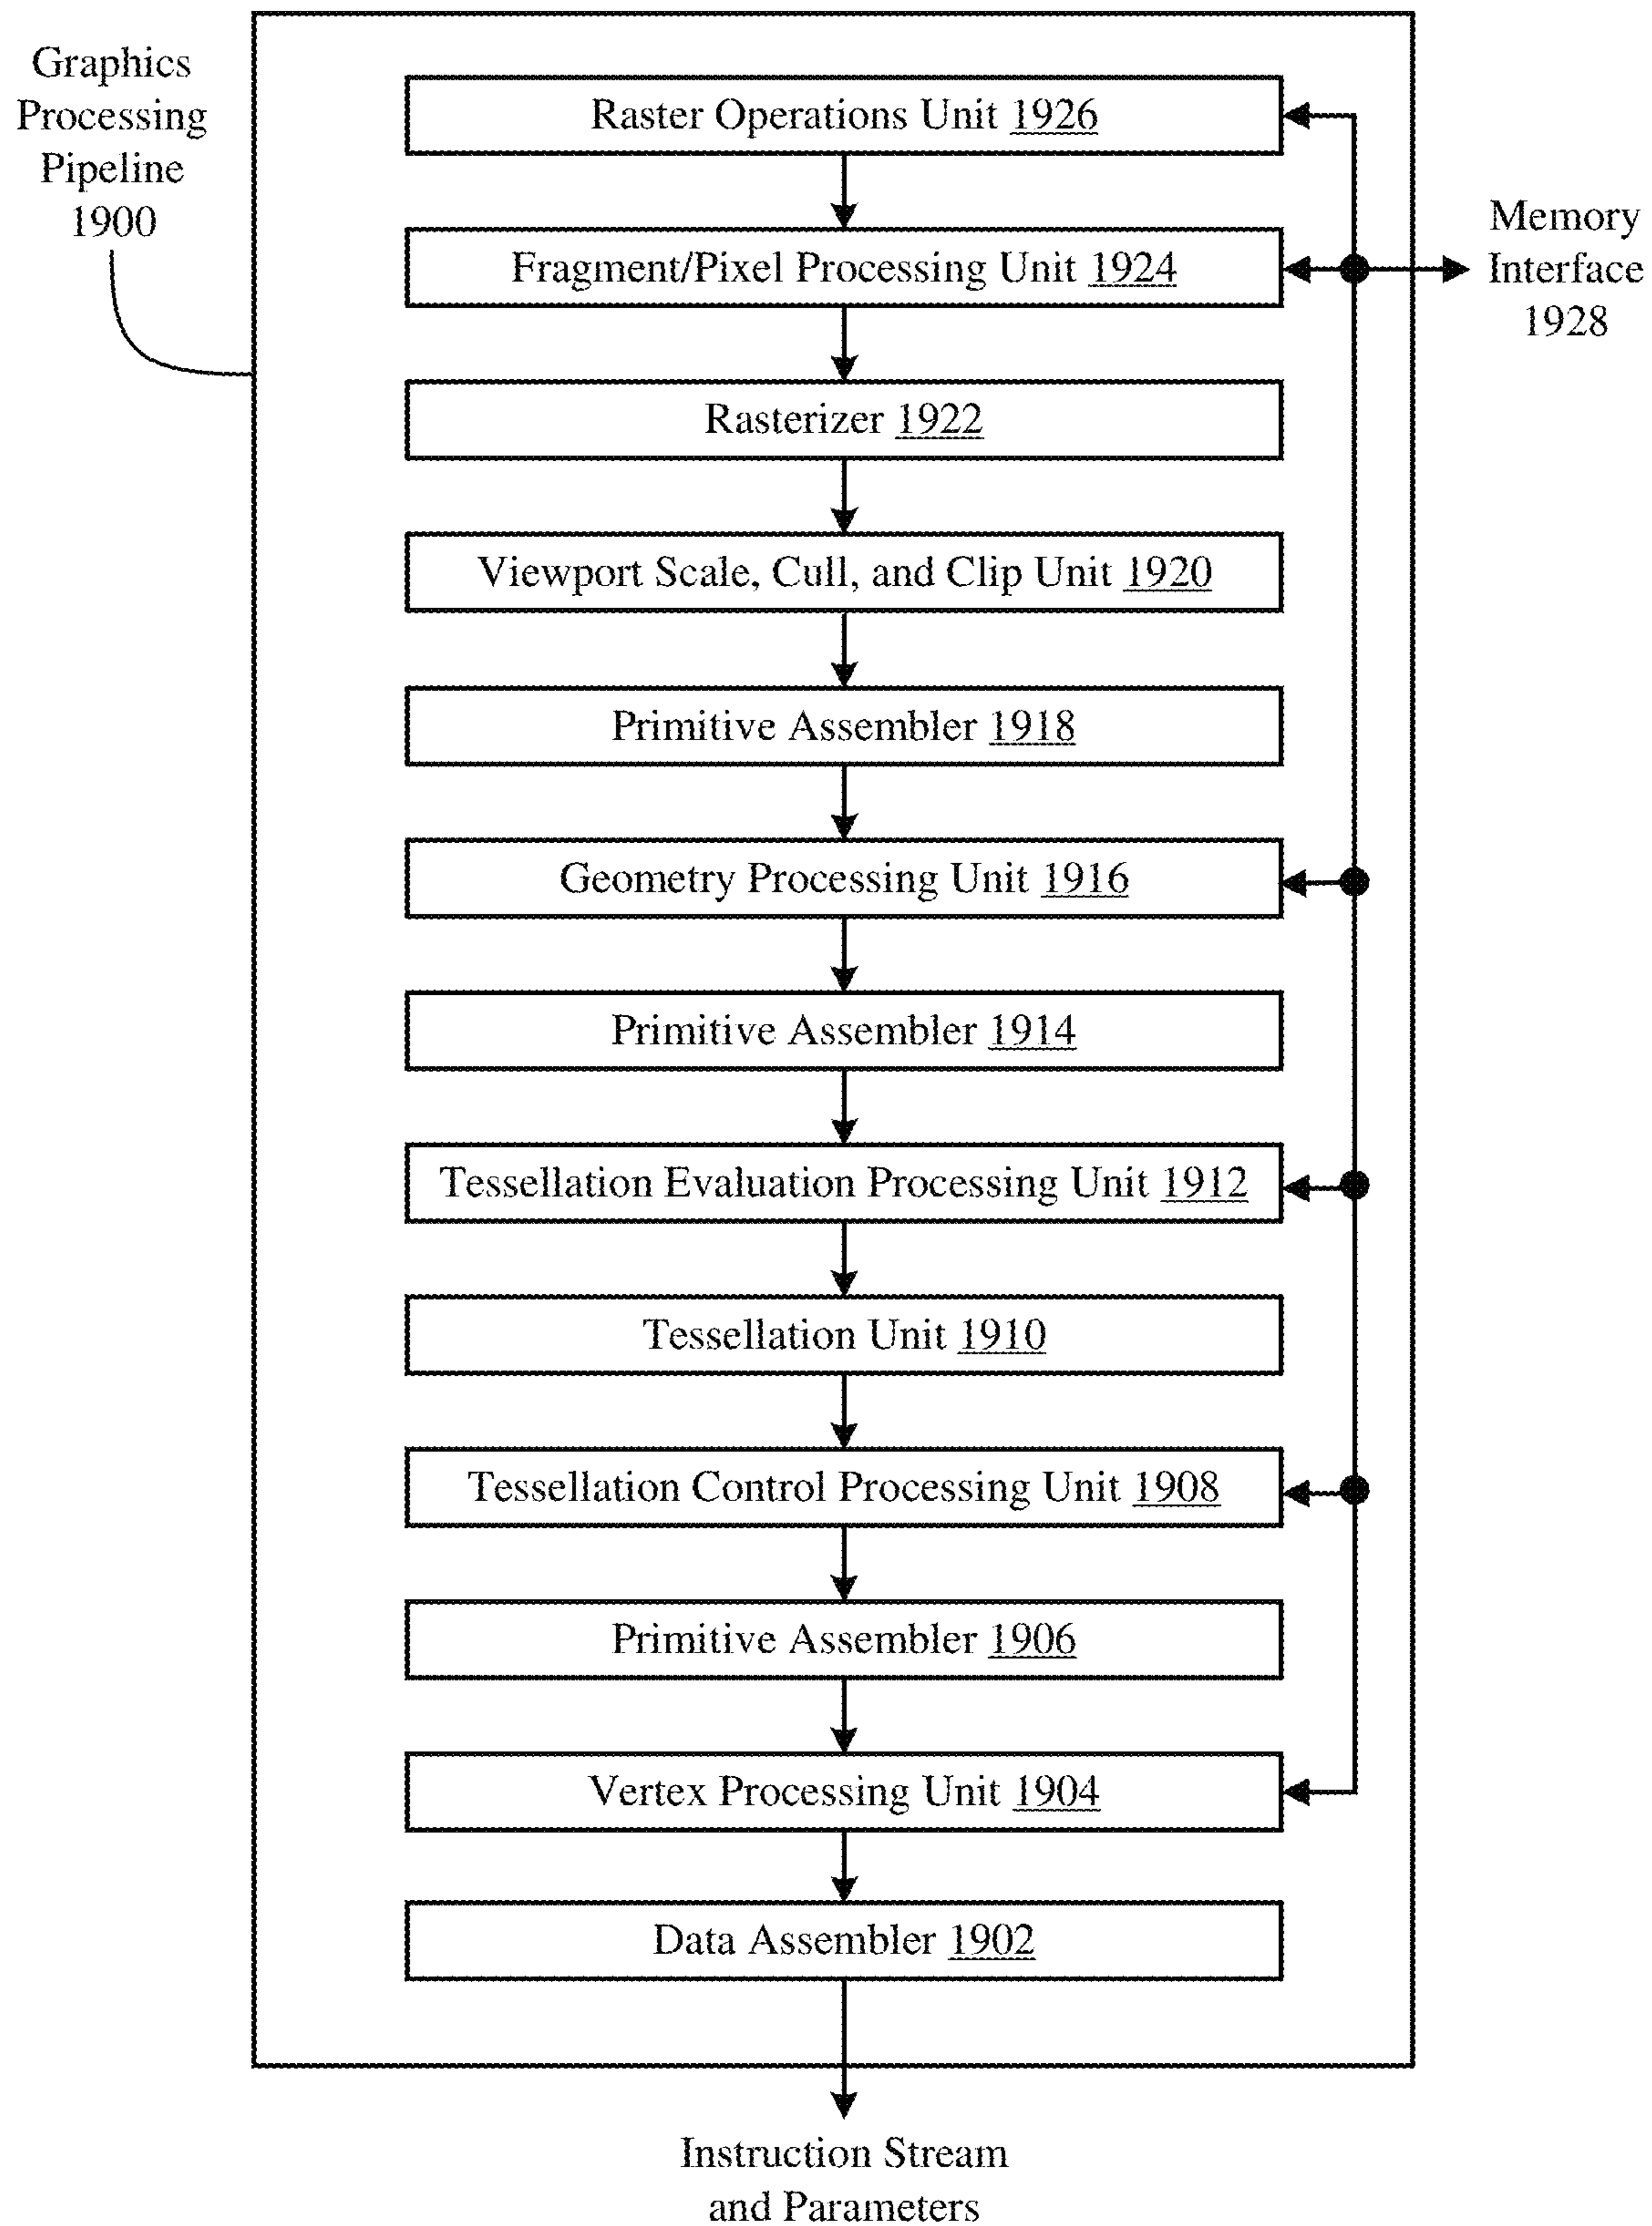 Graphics
Processing
Pipeline
1900
Raster Operations Unit 1926
Fragment/Pixel Processing Unit 1924
Memory
Interface
1928
Rasterizer 1922
Viewport Scale, Cull, and Clip Unit 1920
Primitive Assembler 1918
Geometry Processing Unit 1916
Primitive Assembler 1914
Tessellation Evaluation Processing Unit 1912
Tessellation Unit 1910
Tessellation Control Processing Unit 1908
Primitive Assembler 1906
Vertex Processing Unit 1904
Data Assembler 1902
Instruction Stream
and Parameters